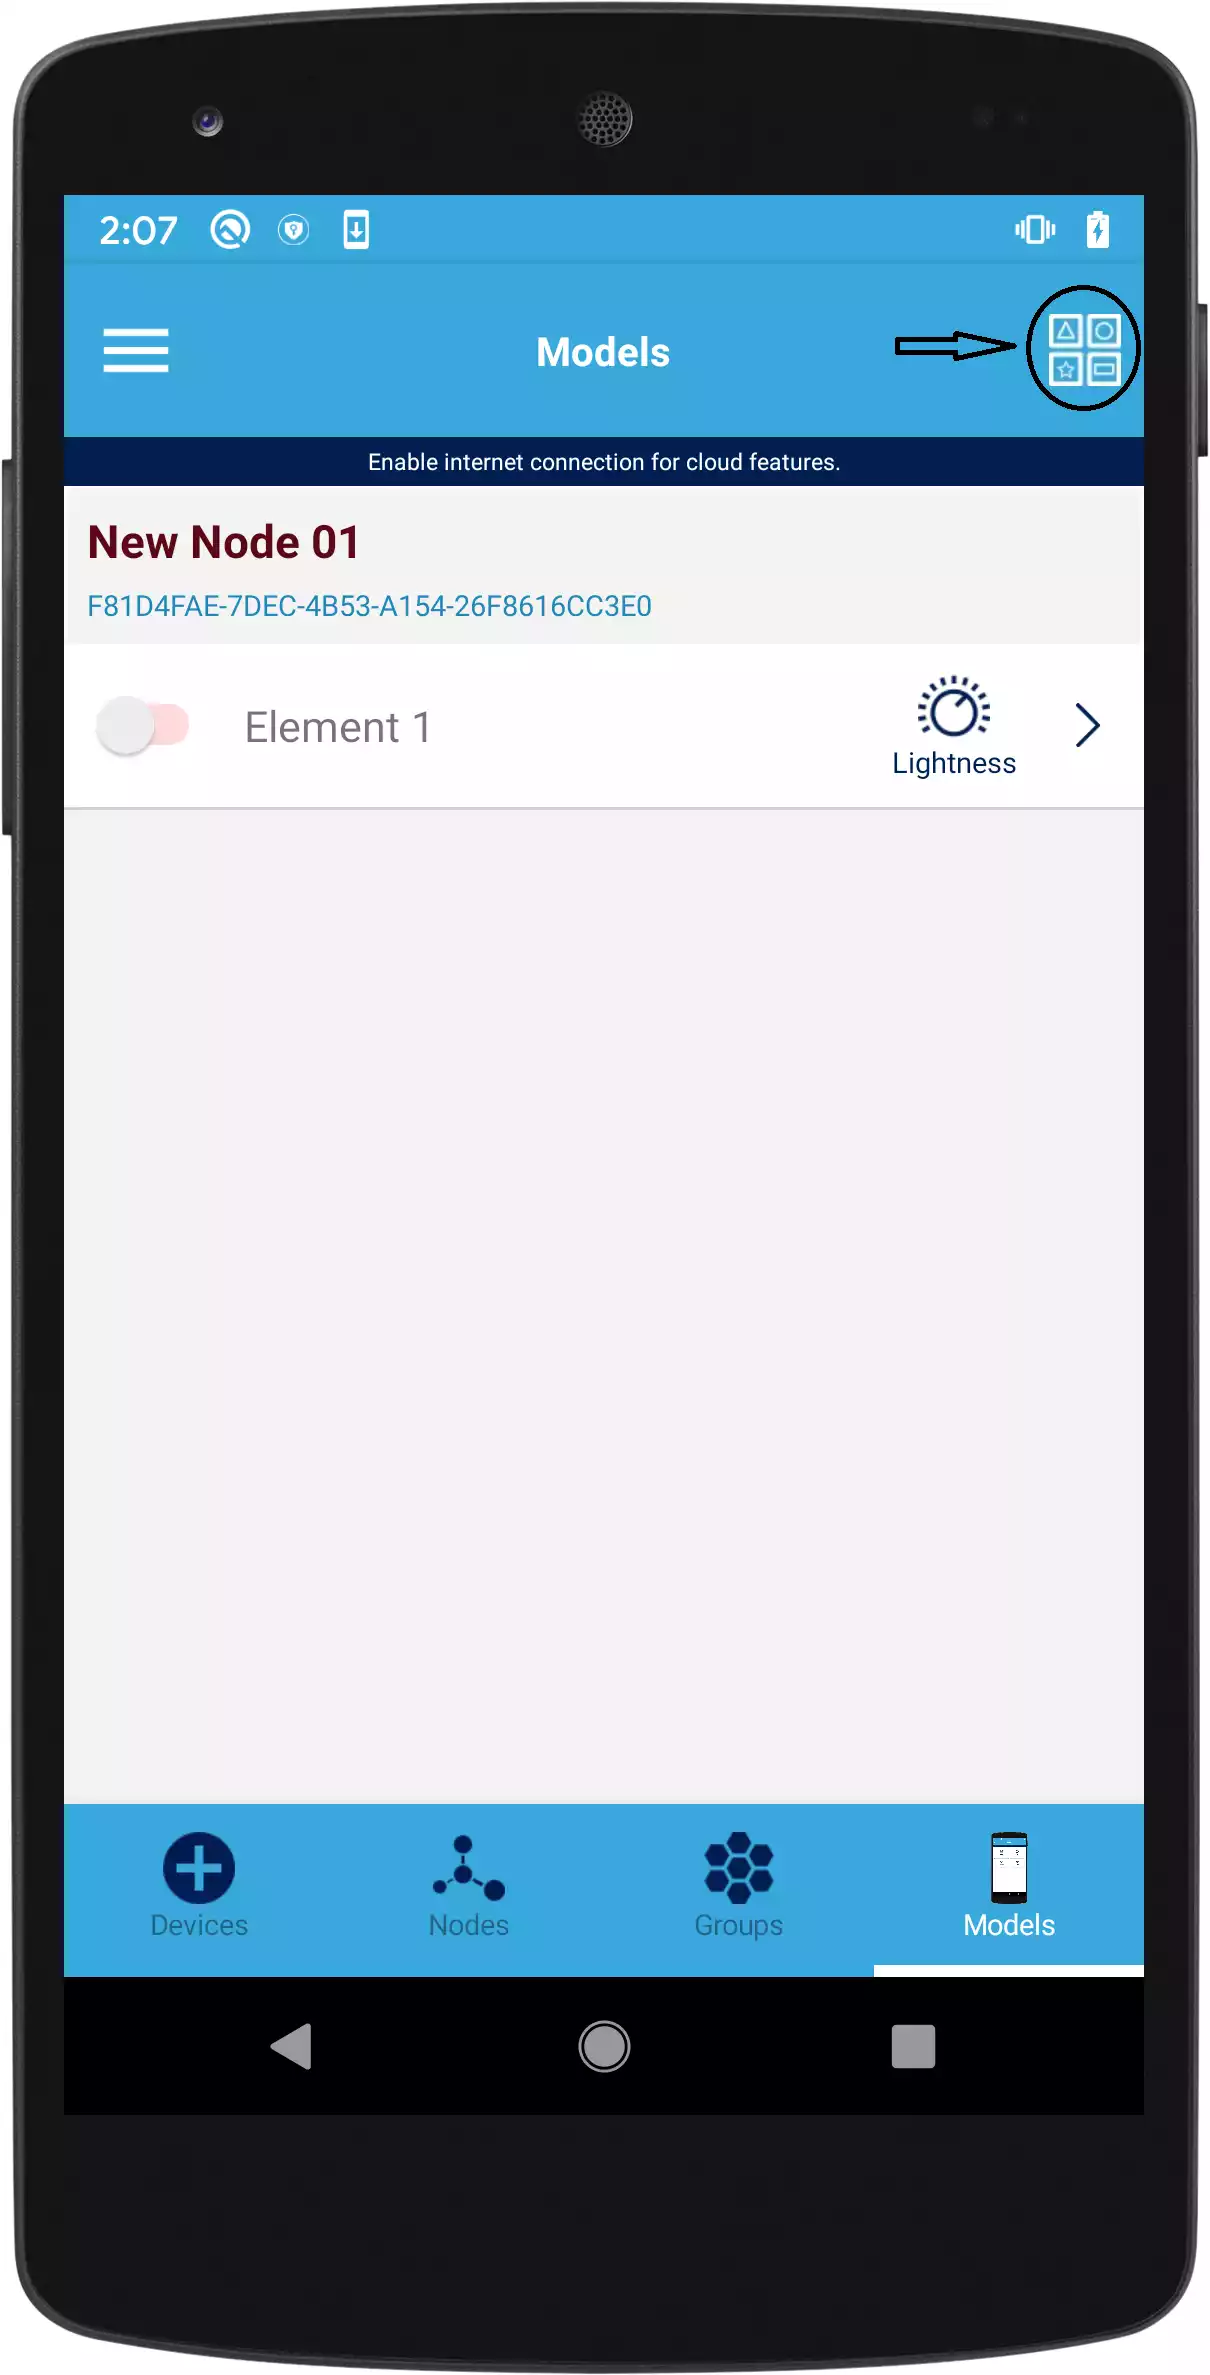 2:07
Models
Enable internet connection for cloud features.
New Node 01
F81D4FAE-7DEC-4B53-A154-26F8616CC3E0
Element 1
Lightness
Devices
Nodes
Groups
Models